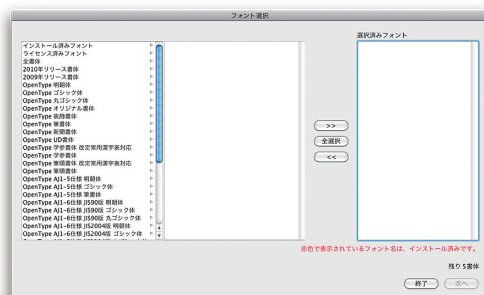 フォント選択
選択済みフォント
インストール済みフォント
ライセンス済みフォント
全書体
2010年リリース書体
2009年リリース書体
OpenType 明朝体
OpenType ゴシック体
OpenType 丸ゴシック体
OpenType オリジナル書体
OpenType 装飾書体
OpenType 筆書体
OpenType 新聞書体
OpenType UD書体
OpenType 学参書体 改定常用漢字表対応
OpenType 学参書体
OpenType 筆順書体 改定常用漢字表対応
OpenType 筆順書体
OpenType AJ1-5仕様 明朝体
OpenType AJ1-5仕様 ゴシック体
OpenType AJ1-5仕様 筆書体
OpenType AJ1-6仕様 JIS90版 明朝体
OpenType AJ1-6仕様 JIS90版 ゴシック体
OpenType AJ1-6仕様 JIS90版 丸ゴシック体
OpenType AJ1-6仕様 JIS2004版 明朝体
OpenType AJ1-6仕様 JIS2004版 ゴシック体
>>
全選択
<<
赤色で表示されているフォント名は、インストール済みです。
残り 5書体
終了
次へ